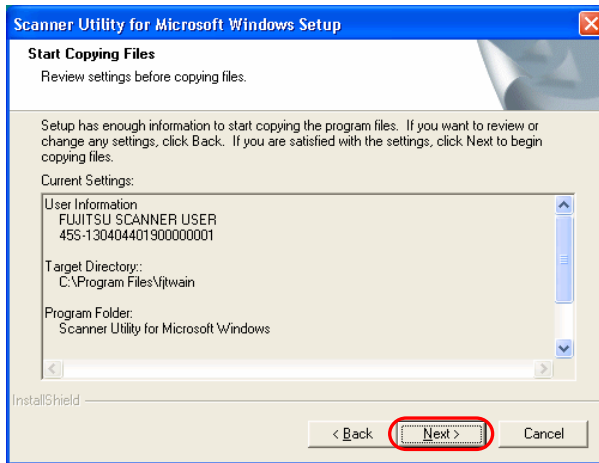 Scanner Utility for Microsoft Windows Setup
Start Copying Files
Review settings before copying files.
Setup has enough information to start copying the program files. If you want to review or
change any settings, click Back. If you are satisfied with the settings, click Next to begin
copying files.
Current Settings:
User Information
FUJITSU SCANNER USER
45S-130404401900000001
Target Directory::
C:\Program Files\fjtwain
Program Folder:
Scanner Utility for Microsoft Windows
InstallShield
< Back
Next >
Cancel